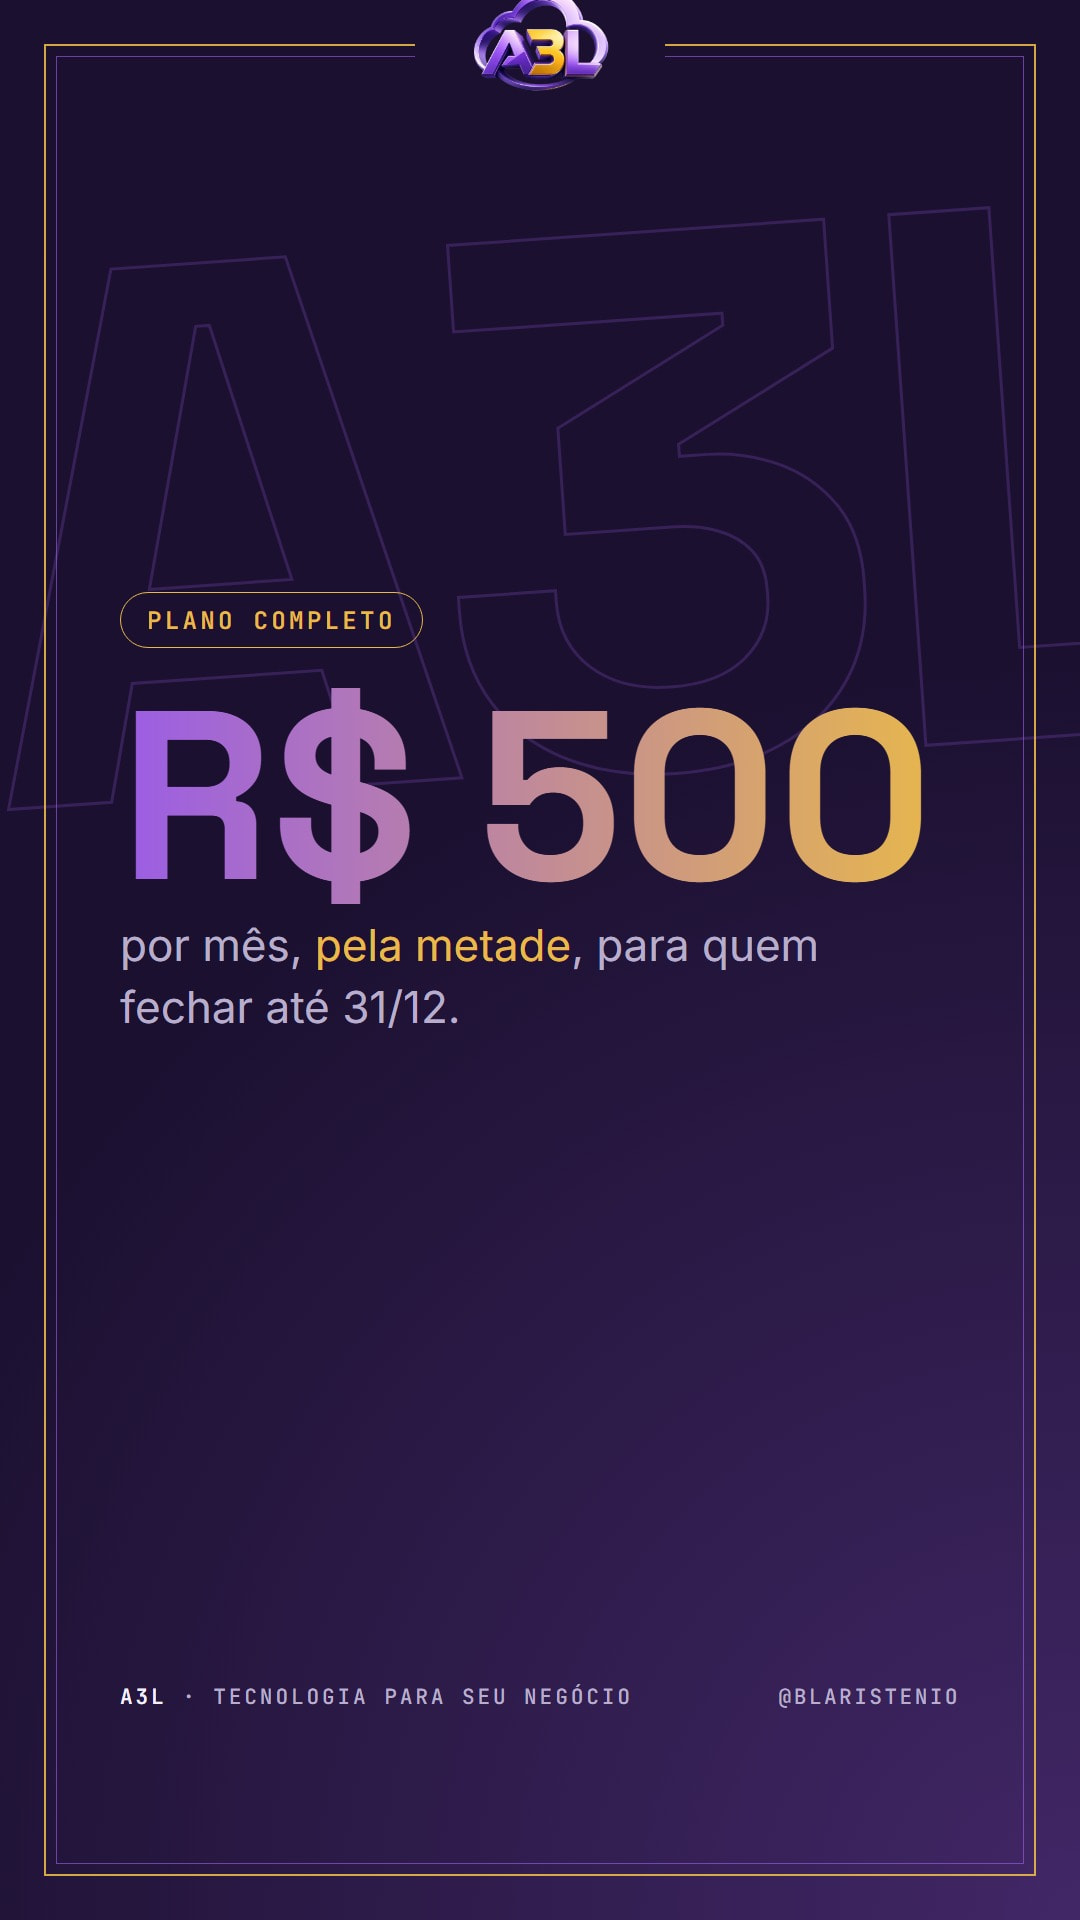 A3L
A3L
PLANO COMPLETO
R$ 500
por mês, pela metade, para quem
fechar até 31/12.
A3L · TECNOLOGIA PARA SEU NEGÓCIO @BLARISTENIO